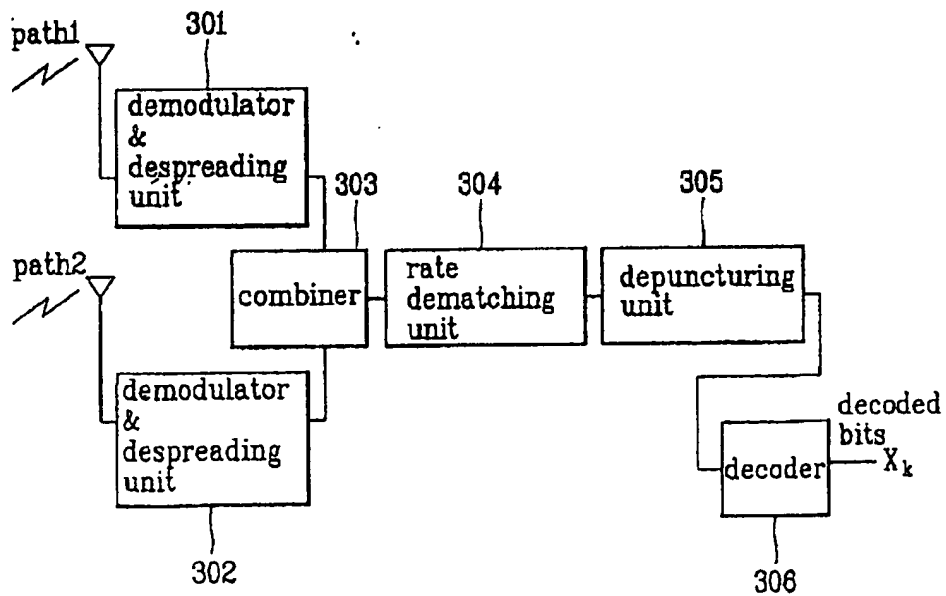 path1
301
demodulator
&
despreading
unit
303
304
305
path2
combiner
rate
dematching
unit
depuncturing
unit
demodulator
&
despreading
unit
302
decoded
bits
decoder
X_k
306